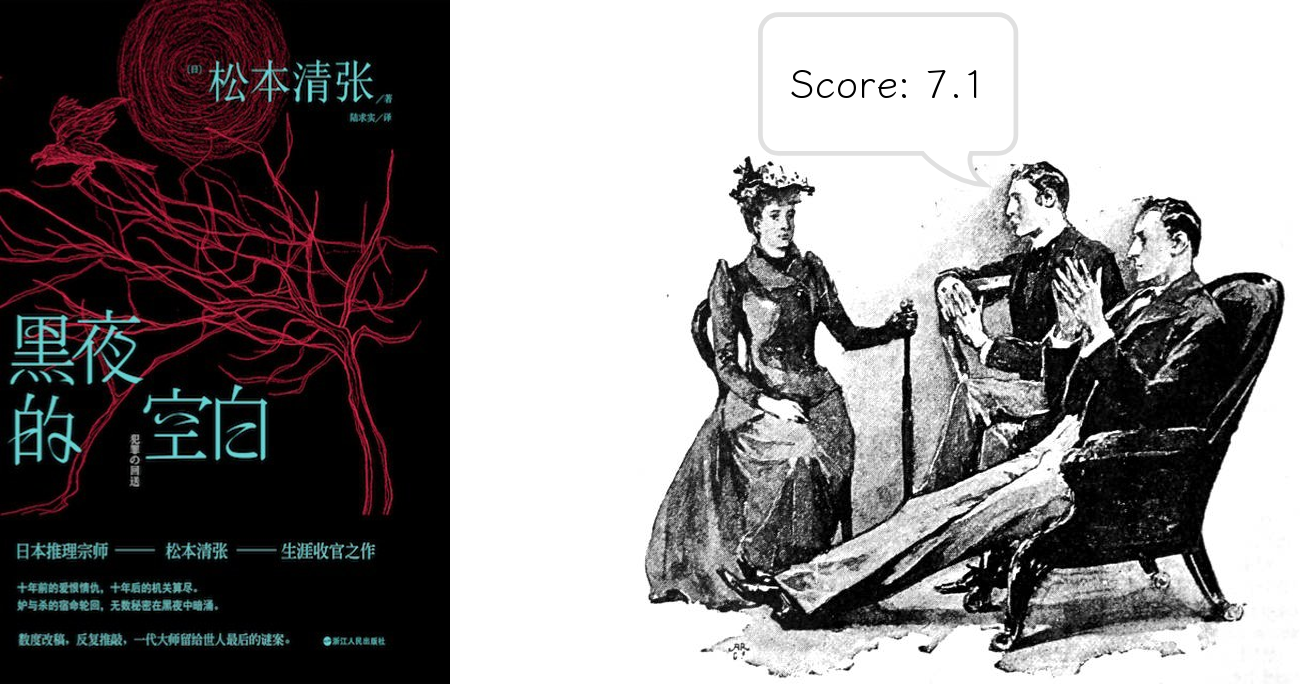 [日]松本清张/著
陆求实/译
黑夜
的空白
犯罪の回送
日本推理宗师——松本清张——生涯收官之作
十年前的爱恨情仇，十年后的机关算尽。
妒与杀的宿命轮回，无数秘密在黑夜中暗涌。
数度改稿，反复推敲，一代大师留给世人最后的谜案。
浙江人民出版社
Score: 7.1